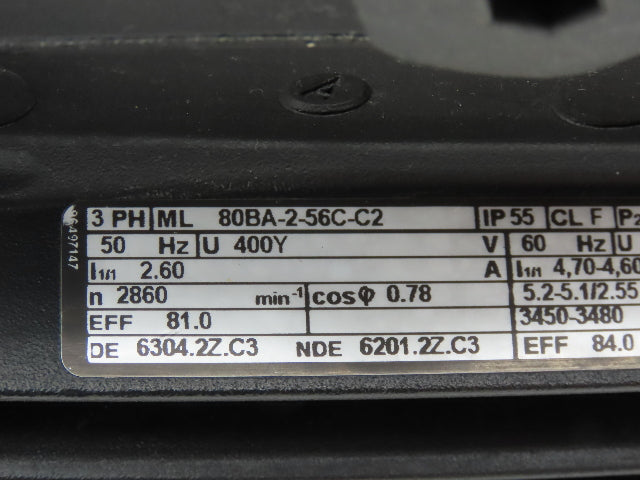 A
96497147
3 PH ML 80BA-2-56C-C2 IP 55 CL F P2
50 Hz U 400Y V 60 Hz U
I1/1 2.60 A I1/1 4,70-4,60
n 2860 min-1 cosφ 0.78 5.2-5.1/2.55
EFF 81.0 3450-3480
DE 6304.2Z.C3 NDE 6201.2Z.C3 EFF 84.0